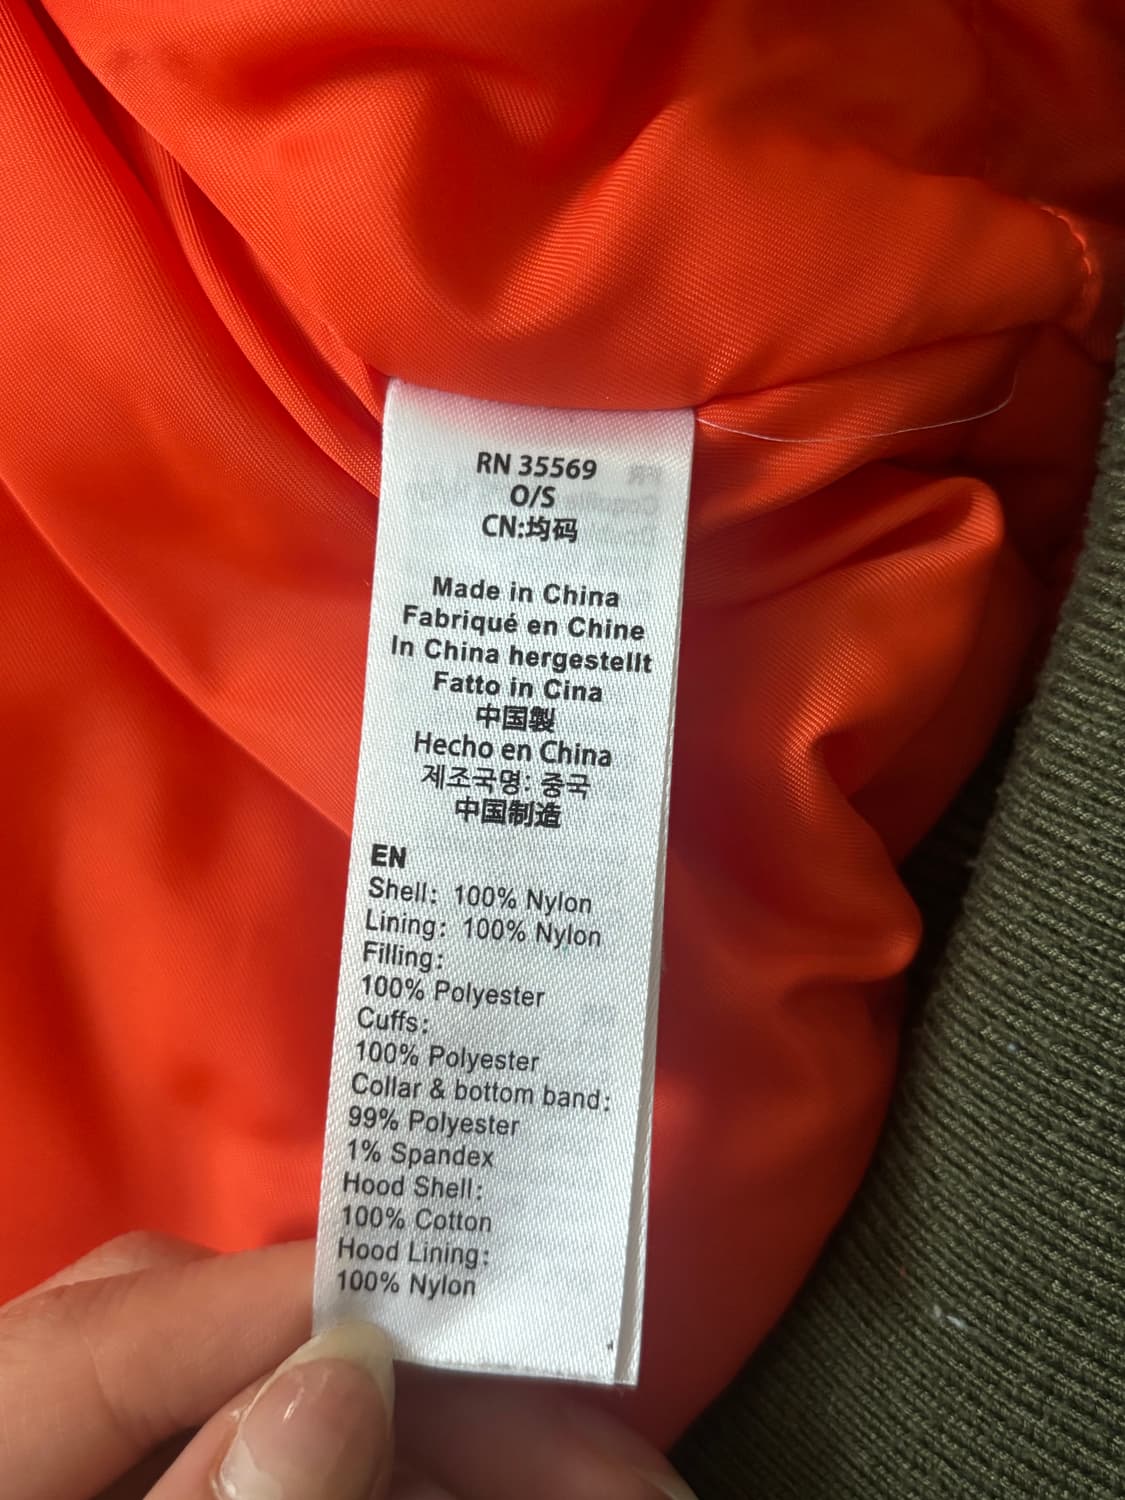 RN 35569
O/S
CN:均码
Made in China
Fabriqué en Chine
In China hergestellt
Fatto in Cina
中国製
Hecho en China
제조국명: 중국
中国制造
EN
Shell: 100% Nylon
Lining: 100% Nylon
Filling:
100% Polyester
Cuffs:
100% Polyester
Collar & bottom band:
99% Polyester
1% Spandex
Hood Shell:
100% Cotton
Hood Lining:
100% Nylon